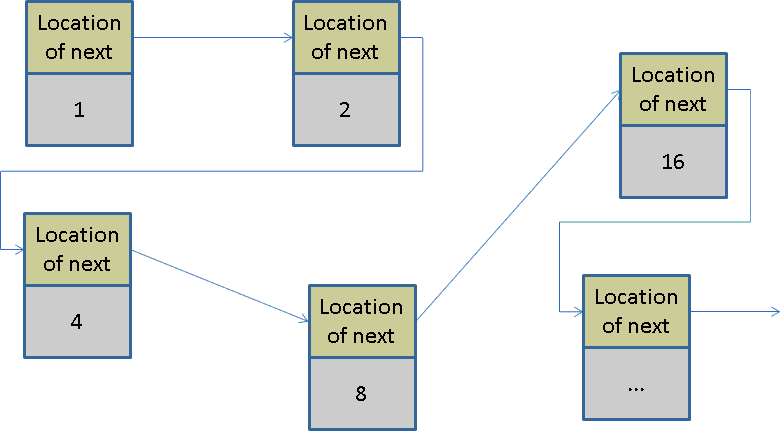 Location
of next
1
Location
of next
2
Location
of next
4
Location
of next
8
Location
of next
16
Location
of next
...